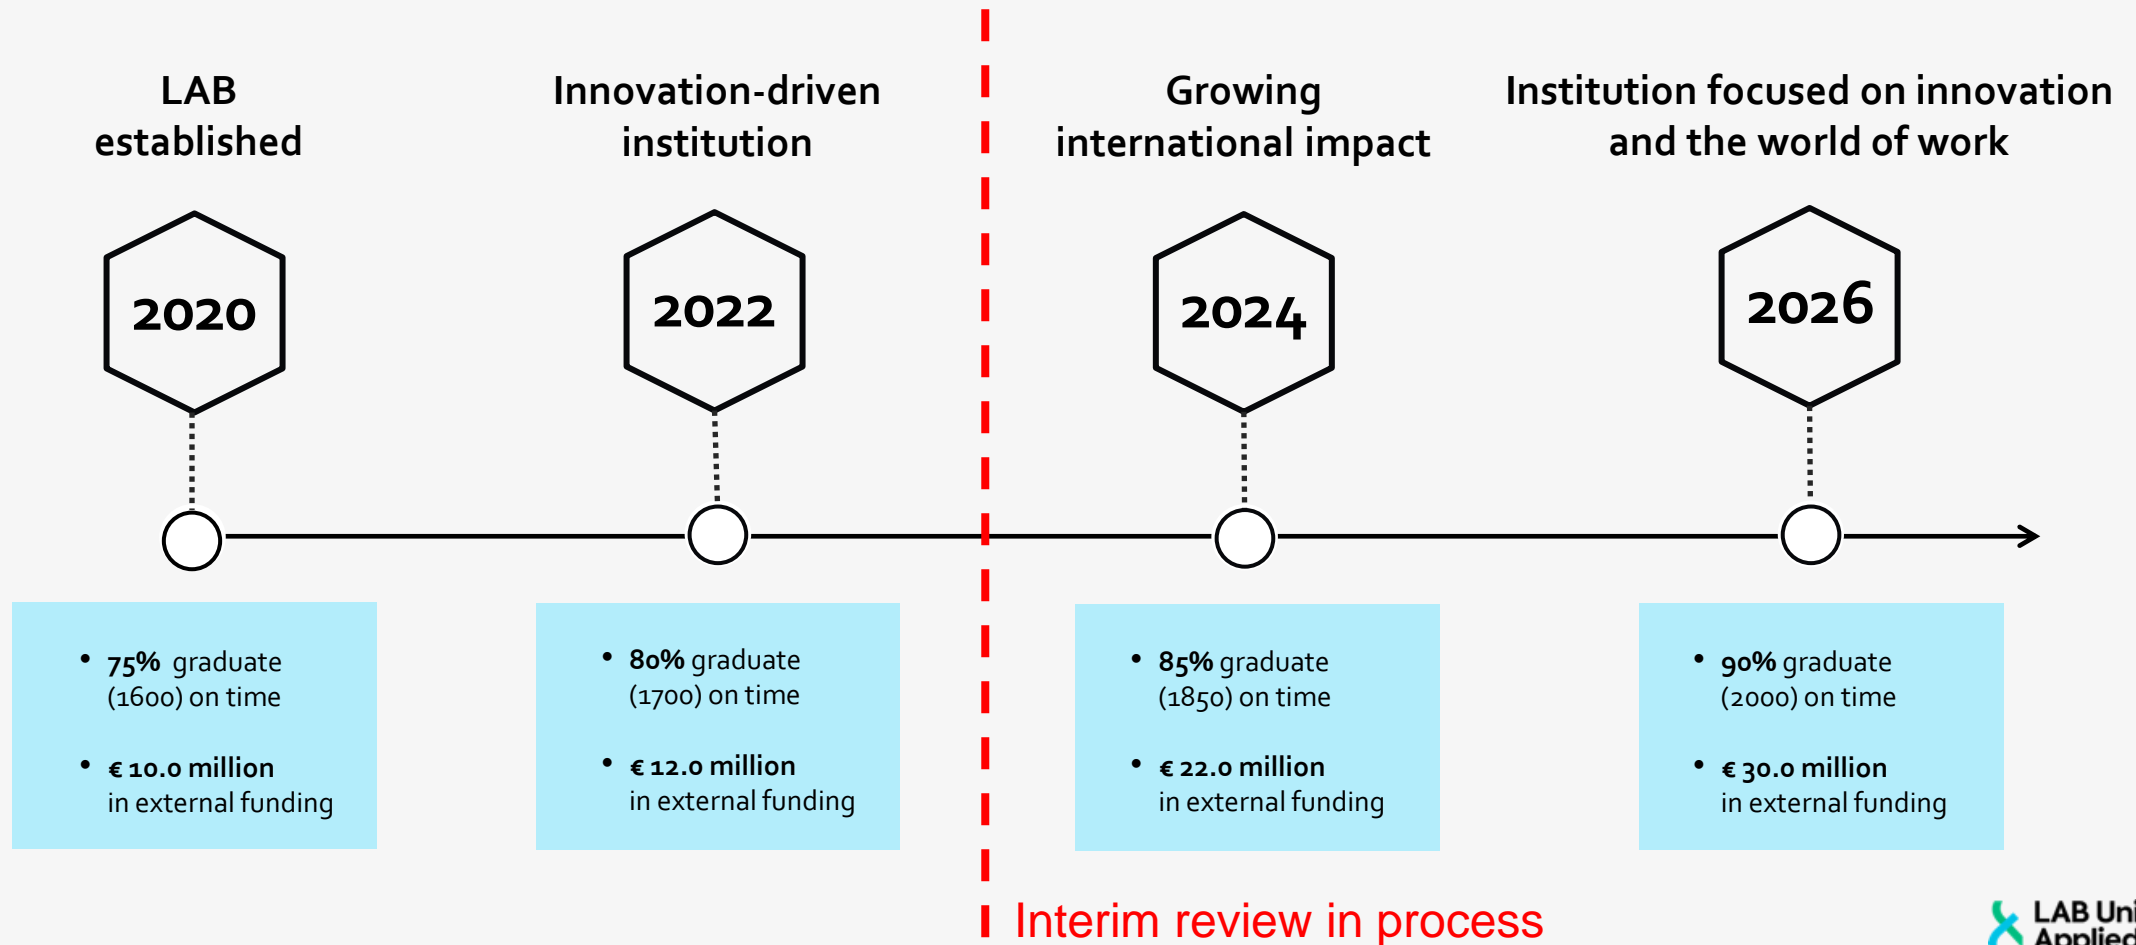 LAB
established
Innovation-driven
institution
Growing
international impact
Institution focused on innovation
and the world of work
2020
2022
2024
2026
• 75% graduate
(1600) on time
• € 10.0 million
in external funding
• 80% graduate
(1700) on time
• € 12.0 million
in external funding
• 85% graduate
(1850) on time
• € 22.0 million
in external funding
• 90% graduate
(2000) on time
• € 30.0 million
in external funding
Interim review in process
LAB Uni
Applied